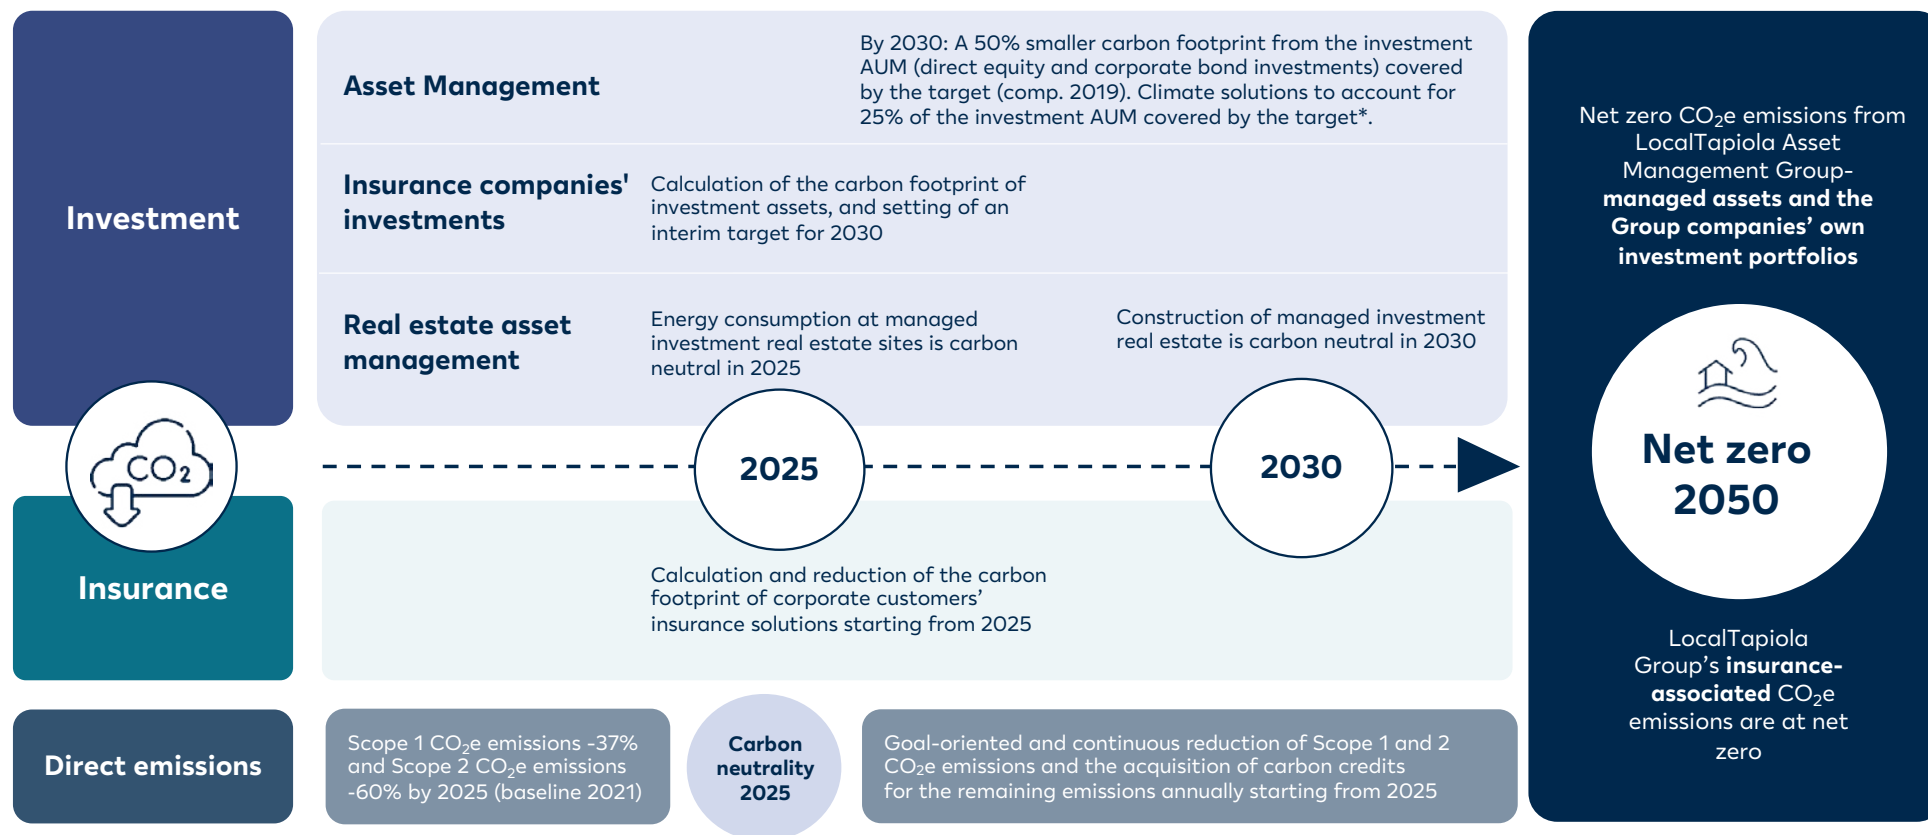 Investment
Asset Management
By 2030: A 50% smaller carbon footprint from the investment
AUM (direct equity and corporate bond investments) covered
by the target (comp. 2019). Climate solutions to account for
25% of the investment AUM covered by the target*.
Insurance companies'
investments
Calculation of the carbon footprint of
investment assets, and setting of an
interim target for 2030
Real estate asset
management
Energy consumption at managed
investment real estate sites is carbon
neutral in 2025
Construction of managed investment
real estate is carbon neutral in 2030
CO₂
2025
2030
Insurance
Calculation and reduction of the carbon
footprint of corporate customers’
insurance solutions starting from 2025
Direct emissions
Scope 1 CO₂e emissions -37%
and Scope 2 CO₂e emissions
-60% by 2025 (baseline 2021)
Carbon
neutrality
2025
Goal-oriented and continuous reduction of Scope 1 and 2
CO₂e emissions and the acquisition of carbon credits
for the remaining emissions annually starting from 2025
Net zero CO₂e emissions from
LocalTapiola Asset
Management Group-
managed assets and the
Group companies’ own
investment portfolios
Net zero
2050
LocalTapiola
Group’s insurance-
associated CO₂e
emissions are at net
zero